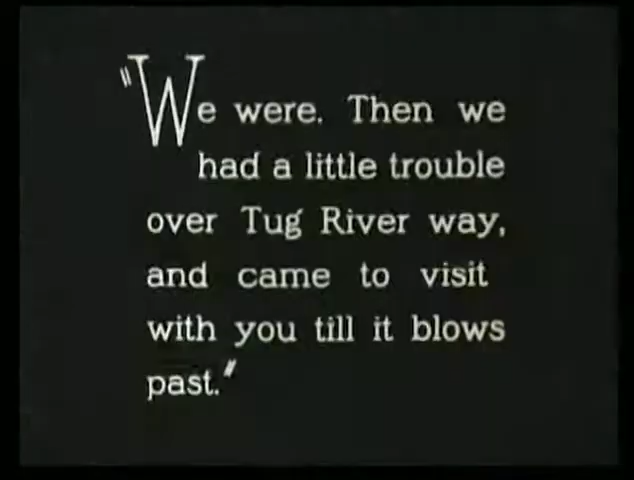 "We were. Then we
had a little trouble
over Tug River way,
and came to visit
with you till it blows
past."